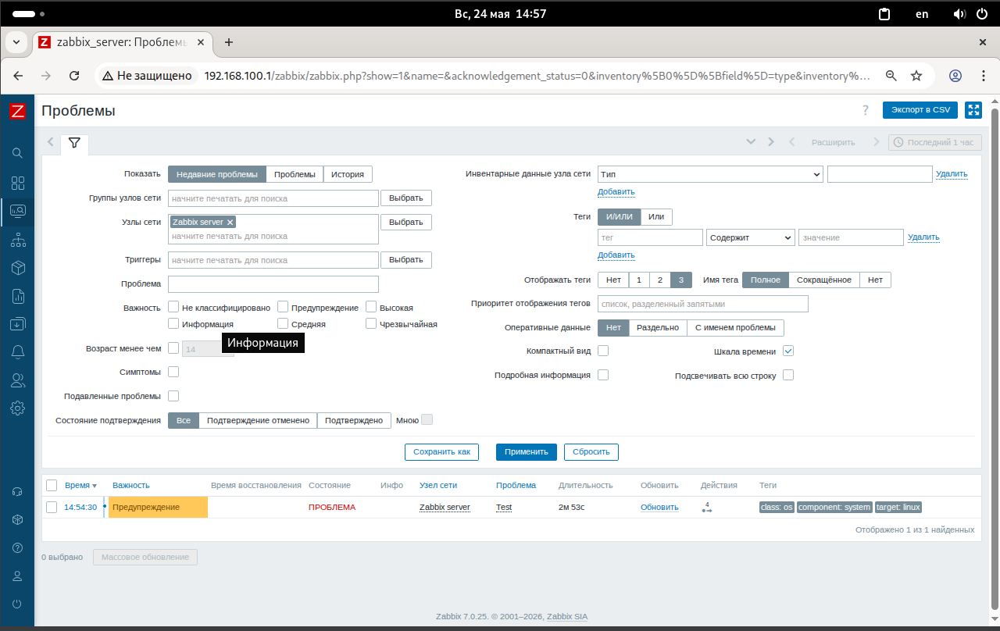 Вс, 24 мая 14:57
en
Z zabbix_server: Проблемы
Не защищено 192.168.100.1/zabbix/zabbix.php?show=1&name=&acknowledgement_status=0&inventory%5B0%5D%5Bfield%5D=type&inventory%...
Z Проблемы ? Экспорт в CSV
Расширить Последний 1 час
Показать Недавние проблемы Проблемы История
Группы узлов сети начните печатать для поиска Выбрать
Узлы сети Zabbix server Выбрать
начните печатать для поиска
Триггеры начните печатать для поиска Выбрать
Проблема
Важность Не классифицировано Предупреждение Высокая
Информация Средняя Чрезвычайная
Информация
Возраст менее чем 14
Симптомы
Подавленные проблемы
Состояние подтверждения Все Подтверждение отменено Подтверждено Мною
Инвентарные данные узла сети Тип Удалить
Добавить
Теги И/ИЛИ Или
тег Содержит значение Удалить
Добавить
Отображать теги Нет 1 2 3 Имя тега Полное Сокращённое Нет
Приоритет отображения тегов список, разделенный запятыми
Оперативные данные Нет Раздельно С именем проблемы
Компактный вид Шкала времени
Подробная информация Подсвечивать всю строку
Сохранить как Применить Сбросить
Время Важность Время восстановления Состояние Инфо Узел сети Проблема Длительность Обновить Действия Теги
14:54:30 Предупреждение ПРОБЛЕМА Zabbix server Test 2м 53с Обновить 4 class: os component: system target: linux
Отображено 1 из 1 найденных
0 выбрано Массовое обновление
Zabbix 7.0.25. © 2001–2026, Zabbix SIA